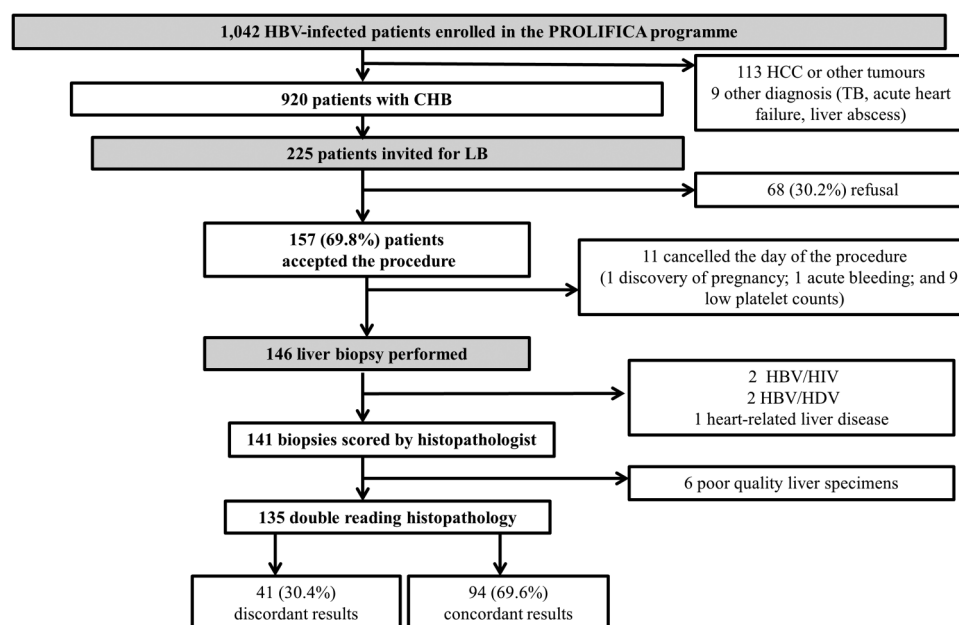 1,042 HBV-infected patients enrolled in the PROLIFICA programme
113 HCC or other tumours
9 other diagnosis (TB, acute heart
failure, liver abscess)
920 patients with CHB
225 patients invited for LB
68 (30.2%) refusal
157 (69.8%) patients
accepted the procedure
11 cancelled the day of the procedure
(1 discovery of pregnancy; 1 acute bleeding; and 9
low platelet counts)
146 liver biopsy performed
2 HBV/HIV
2 HBV/HDV
1 heart-related liver disease
141 biopsies scored by histopathologist
6 poor quality liver specimens
135 double reading histopathology
41 (30.4%)
discordant results
94 (69.6%)
concordant results